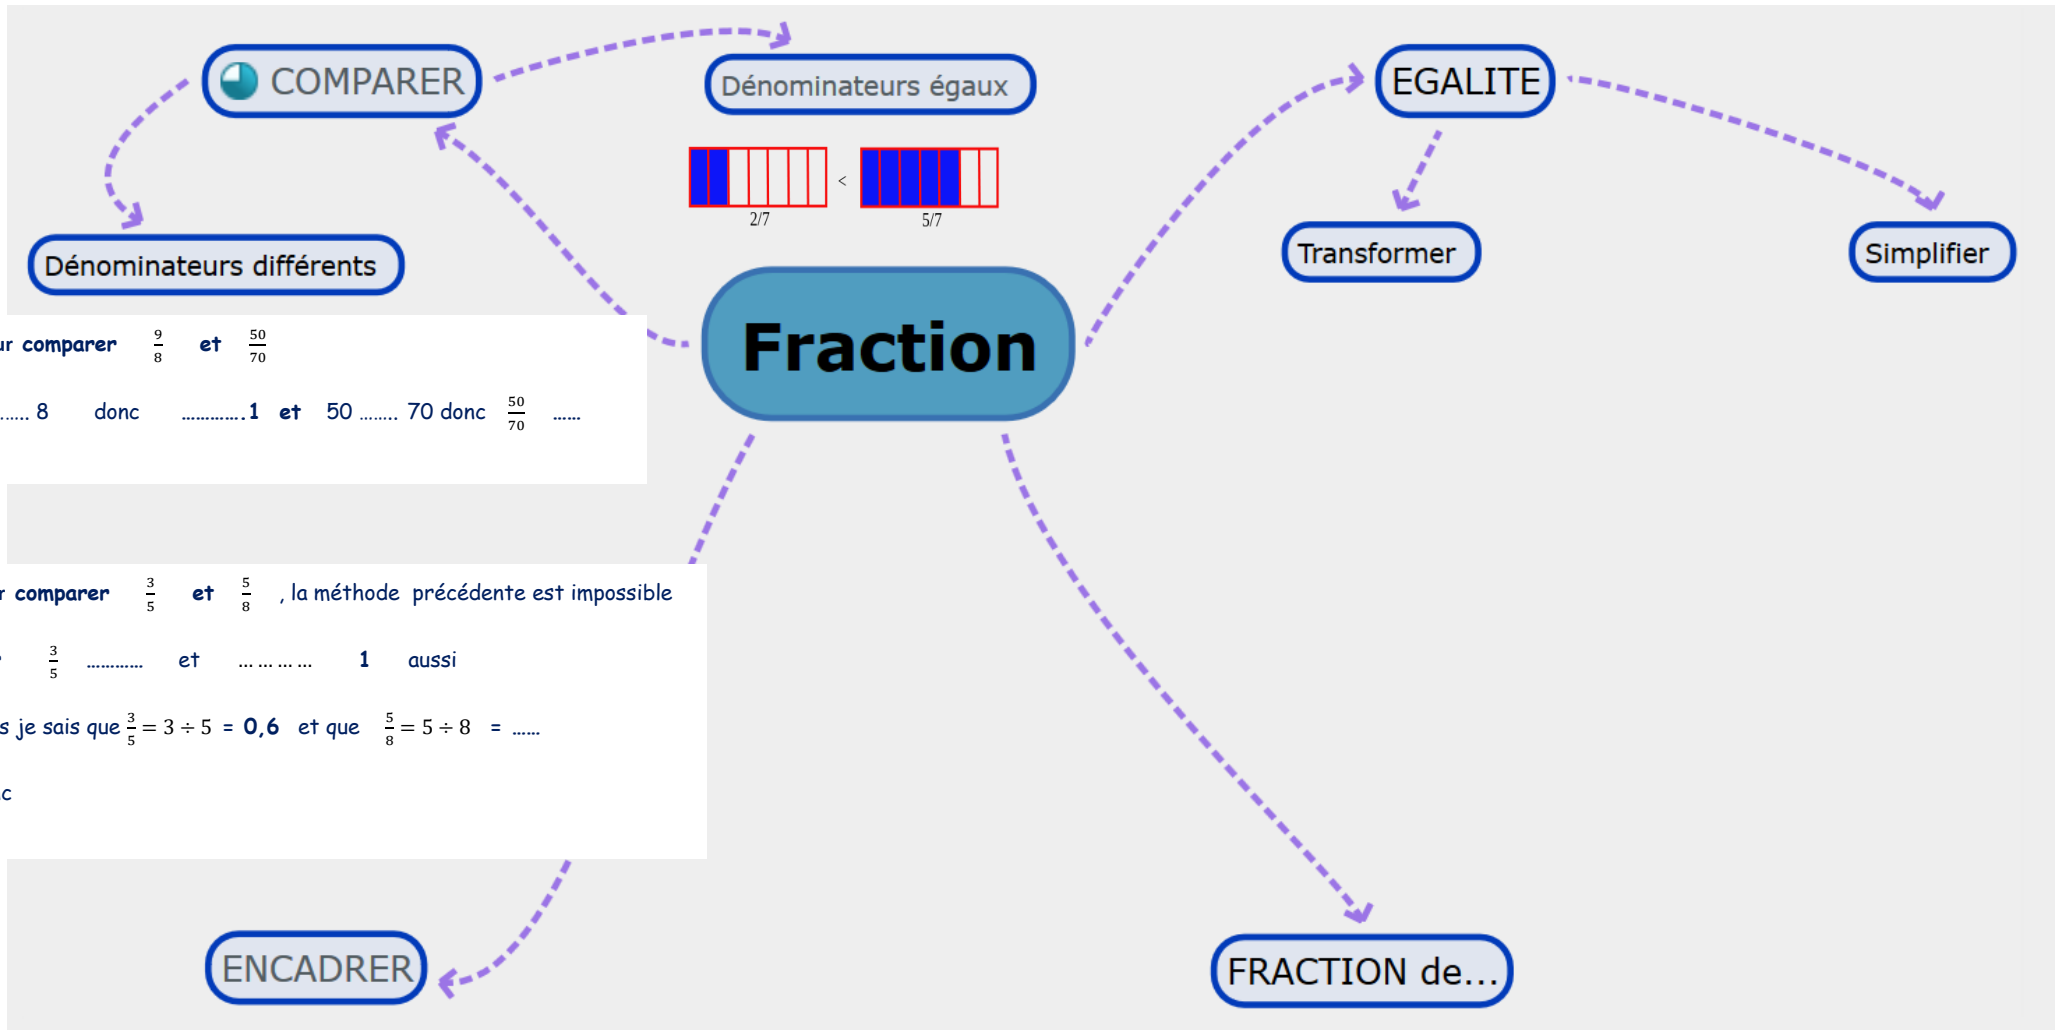 COMPARER
Dénominateurs égaux
EGALITE
<
2/7 5/7
Dénominateurs différents
Transformer
Simplifier
Fraction
ur comparer 9/8 et 50/70
…... 8 donc ………….1 et 50 …….. 70 donc 50/70 ……
r comparer 3/5 et 5/8 , la méthode précédente est impossible
3/5 ………… et … … … … 1 aussi
s je sais que 3/5 = 3 ÷ 5 = 0,6 et que 5/8 = 5 ÷ 8 = ……
c
ENCADRER
FRACTION de...